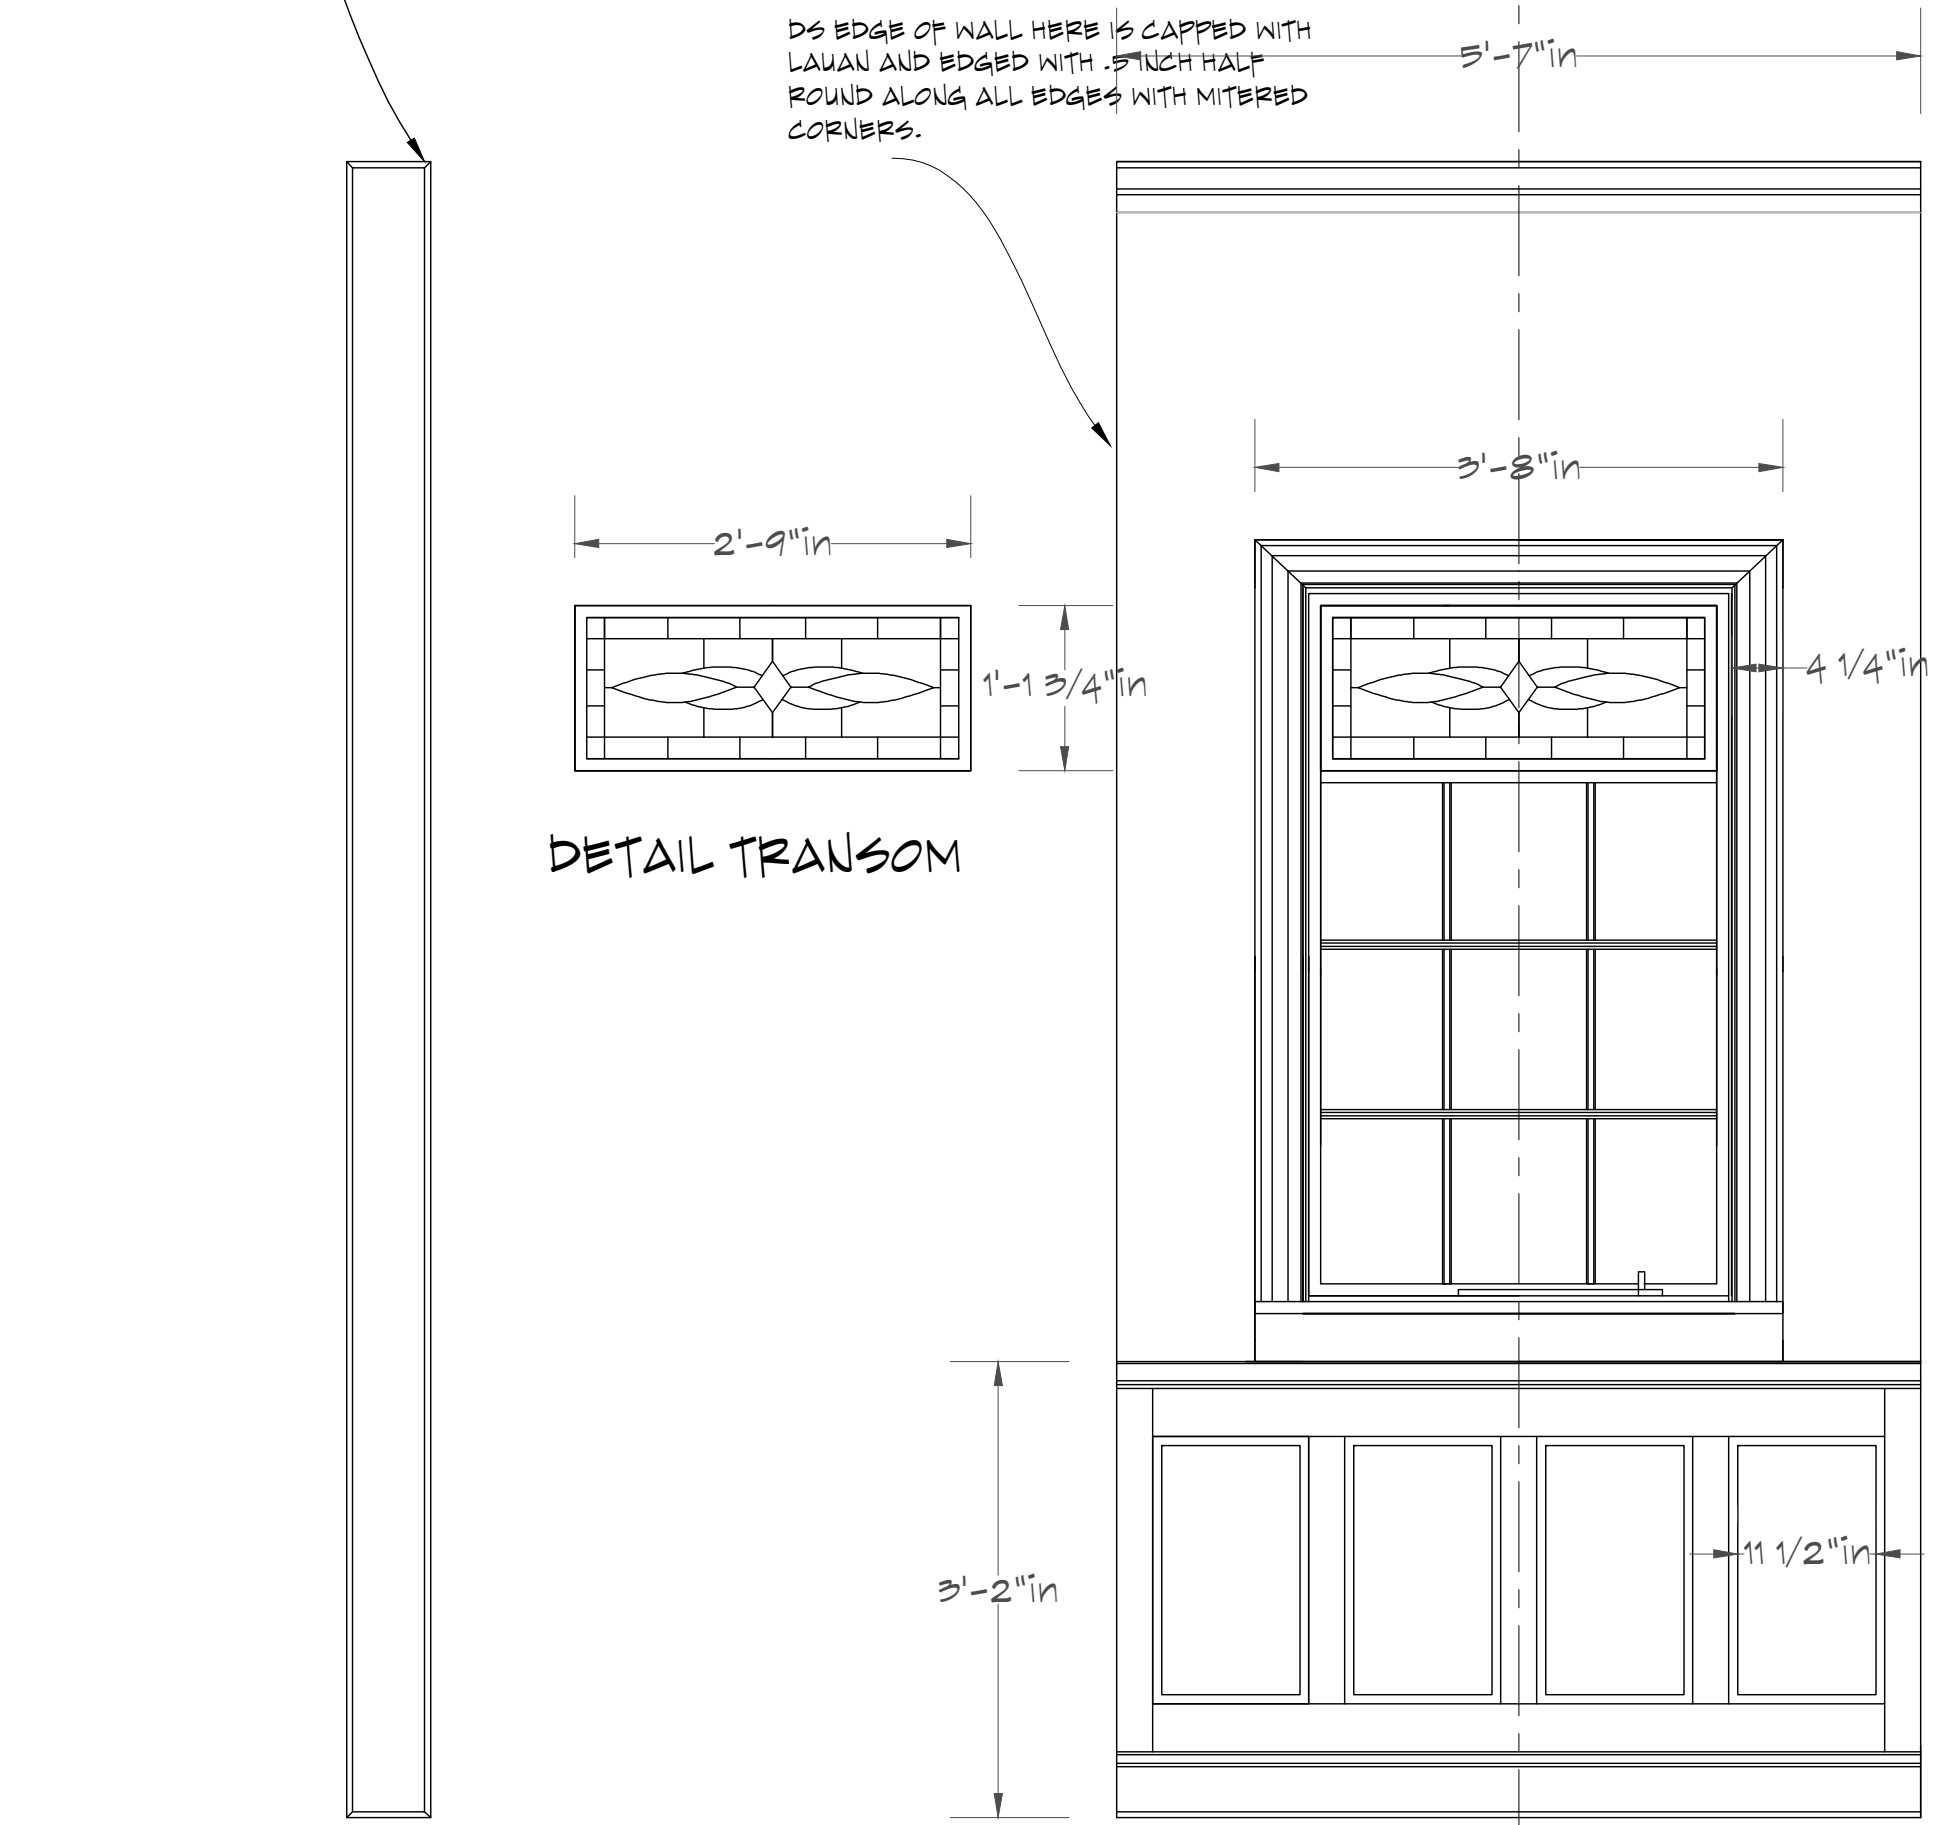 DS EDGE OF WALL HERE IS CAPPED WITH
LAUAN AND EDGED WITH .5 INCH HALF
ROUND ALONG ALL EDGES WITH MITERED
CORNERS.
5'-7"in
3'-8"in
2'-9"in
1'-1 3/4"in
4 1/4"in
DETAIL TRANSOM
11 1/2"in
3'-2"in